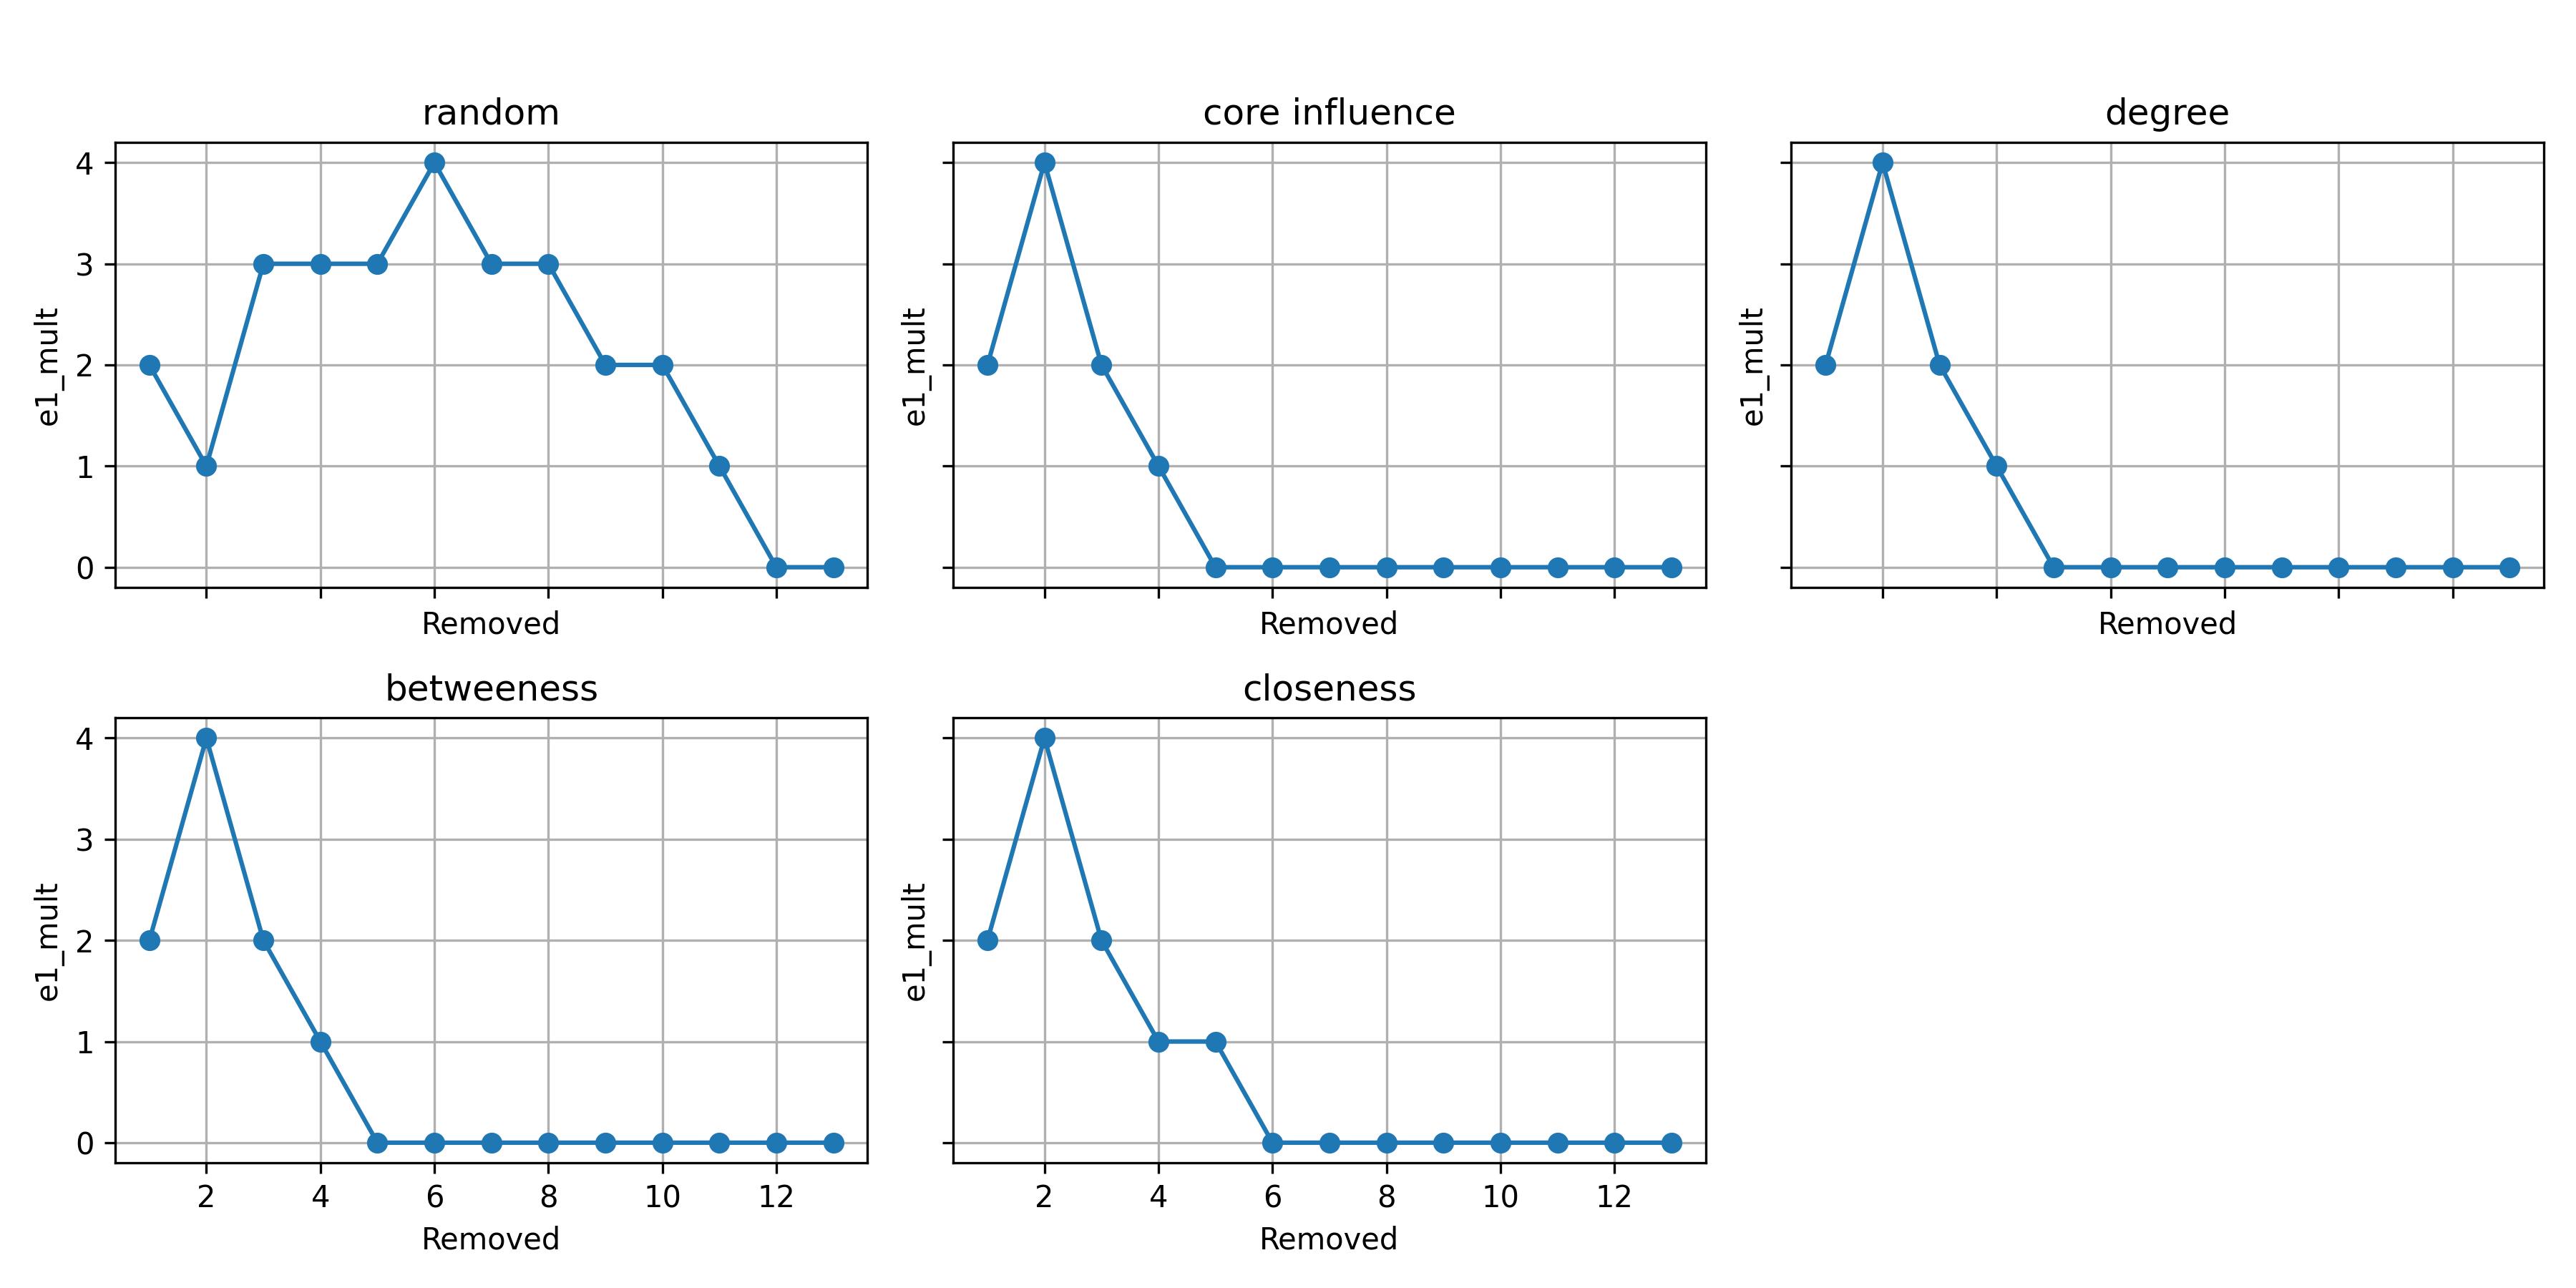 random
core influence
degree
4
3
2
1
0
e1_mult
e1_mult
e1_mult
Removed
Removed
Removed
betweeness
closeness
4
3
2
1
0
e1_mult
e1_mult
2 4 6 8 10 12
2 4 6 8 10 12
Removed
Removed